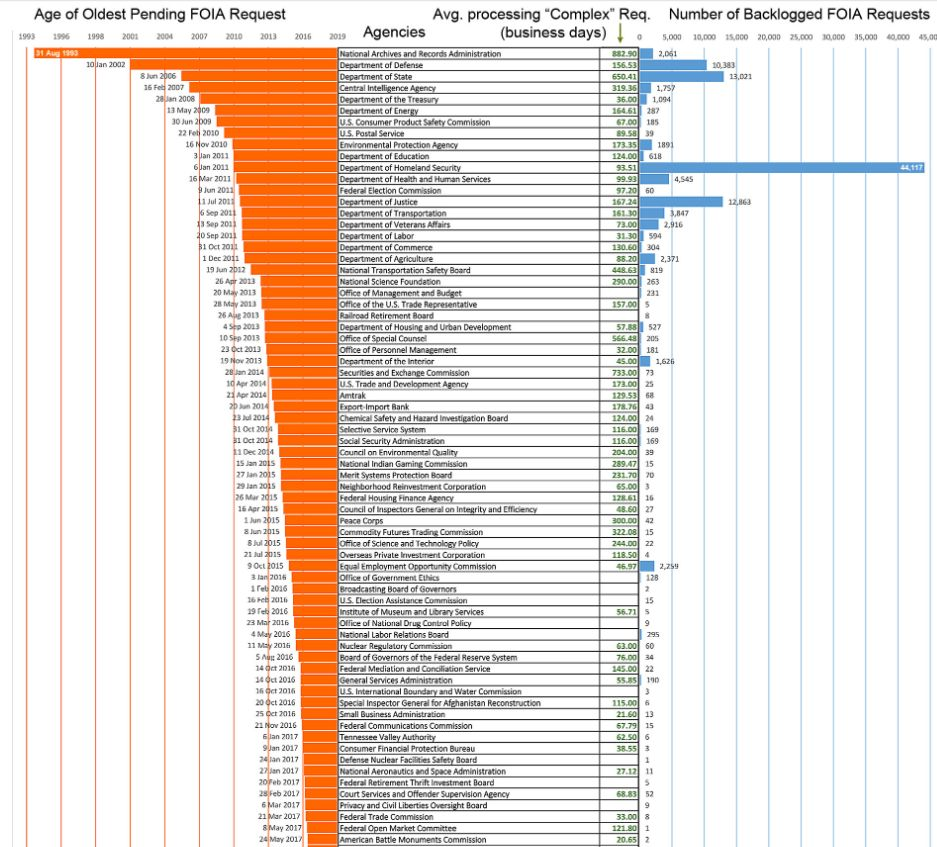 Age of Oldest Pending FOIA Request Avg. processing “Complex” Req. Number of Backlogged FOIA Requests
Agencies (business days)
1993 1996 1998 2001 2004 2007 2010 2013 2016 2019 0 5,000 10,000 15,000 20,000 25,000 30,000 35,000 40,000 45,00
31 Aug 1993 National Archives and Records Administration 882.90 2,061
10 Jan 2002 Department of Defense 156.53 10,383
8 Jun 2006 Department of State 650.41 13,021
16 Feb 2007 Central Intelligence Agency 319.36 1,757
28 Jan 2008 Department of the Treasury 36.00 1,094
13 May 2009 Department of Energy 164.61 287
30 Jun 2009 U.S. Consumer Product Safety Commission 67.00 185
22 Feb 2010 U.S. Postal Service 89.58 39
16 Nov 2010 Environmental Protection Agency 173.35 1891
3 Jan 2011 Department of Education 124.00 618
6 Jan 2011 Department of Homeland Security 93.51 44,117
16 Mar 2011 Department of Health and Human Services 99.93 4,545
9 Jun 2011 Federal Election Commission 97.20 60
11 Jul 2011 Department of Justice 167.24 12,863
6 Sep 2011 Department of Transportation 161.30 3,847
13 Sep 2011 Department of Veterans Affairs 73.00 2,916
20 Sep 2011 Department of Labor 31.30 594
31 Oct 2011 Department of Commerce 130.60 304
1 Dec 2011 Department of Agriculture 88.20 2,371
19 Jun 2012 National Transportation Safety Board 448.63 819
26 Apr 2013 National Science Foundation 290.00 263
20 May 2013 Office of Management and Budget 231
28 May 2013 Office of the U.S. Trade Representative 157.00 5
26 Aug 2013 Railroad Retirement Board 8
4 Sep 2013 Department of Housing and Urban Development 57.88 527
10 Sep 2013 Office of Special Counsel 566.48 205
23 Oct 2013 Office of Personnel Management 32.00 181
19 Nov 2013 Department of the Interior 45.00 1,626
28 Jan 2014 Securities and Exchange Commission 733.00 73
10 Apr 2014 U.S. Trade and Development Agency 173.00 25
21 Apr 2014 Amtrak 129.53 68
20 Jun 2014 Export-Import Bank 178.76 43
23 Jul 2014 Chemical Safety and Hazard Investigation Board 124.00 24
31 Oct 2014 Selective Service System 116.00 169
31 Oct 2014 Social Security Administration 116.00 169
11 Dec 2014 Council on Environmental Quality 204.00 39
15 Jan 2015 National Indian Gaming Commission 289.47 15
27 Jan 2015 Merit Systems Protection Board 231.70 70
29 Jan 2015 Neighborhood Reinvestment Corporation 65.00 3
26 Mar 2015 Federal Housing Finance Agency 128.61 16
16 Apr 2015 Council of Inspectors General on Integrity and Efficiency 48.60 27
1 Jun 2015 Peace Corps 300.00 42
8 Jun 2015 Commodity Futures Trading Commission 322.08 15
8 Jul 2015 Office of Science and Technology Policy 244.00 22
21 Jul 2015 Overseas Private Investment Corporation 118.50 4
9 Oct 2015 Equal Employment Opportunity Commission 46.97 2,259
3 Jan 2016 Office of Government Ethics 128
1 Feb 2016 Broadcasting Board of Governors 2
16 Feb 2016 U.S. Election Assistance Commission 15
19 Feb 2016 Institute of Museum and Library Services 56.71 5
23 Mar 2016 Office of National Drug Control Policy 9
4 May 2016 National Labor Relations Board 295
11 May 2016 Nuclear Regulatory Commission 63.00 60
5 Aug 2016 Board of Governors of the Federal Reserve System 76.00 34
14 Oct 2016 Federal Mediation and Conciliation Service 145.00 22
14 Oct 2016 General Services Administration 55.85 190
16 Oct 2016 U.S. International Boundary and Water Commission 3
20 Oct 2016 Special Inspector General for Afghanistan Reconstruction 115.00 6
25 Oct 2016 Small Business Administration 21.60 13
21 Nov 2016 Federal Communications Commission 67.79 15
6 Jan 2017 Tennessee Valley Authority 62.50 6
9 Jan 2017 Consumer Financial Protection Bureau 38.55 3
24 Jan 2017 Defense Nuclear Facilities Safety Board 1
27 Jan 2017 National Aeronautics and Space Administration 27.12 11
20 Feb 2017 Federal Retirement Thrift Investment Board 5
28 Feb 2017 Court Services and Offender Supervision Agency 68.83 52
6 Mar 2017 Privacy and Civil Liberties Oversight Board 9
21 Mar 2017 Federal Trade Commission 33.00 8
8 May 2017 Federal Open Market Committee 121.80 1
24 May 2017 American Battle Monuments Commission 20.65 2